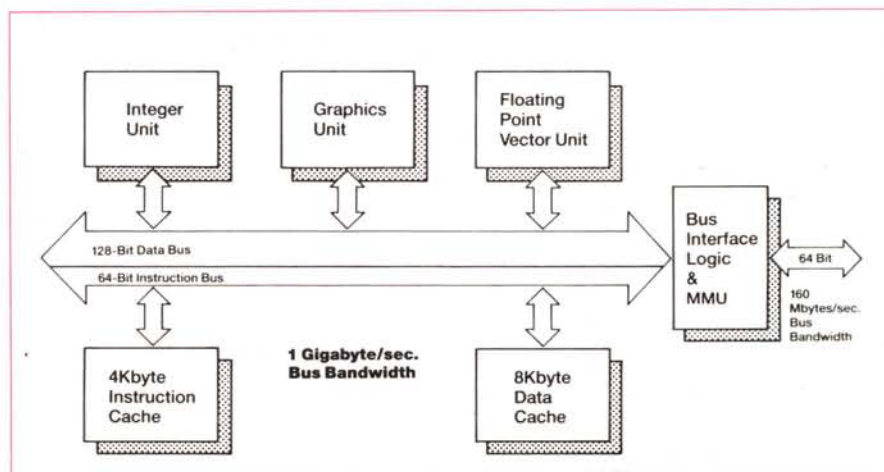 Integer
Unit
Graphics
Unit
Floating
Point
Vector Unit
128-Bit Data Bus
64-Bit Instruction Bus
Bus
Interface
Logic
&
MMU
64 Bit
160
Mbytes/sec.
Bus
Bandwidth
4Kbyte
Instruction
Cache
1 Gigabyte/sec.
Bus Bandwidth
8Kbyte
Data
Cache